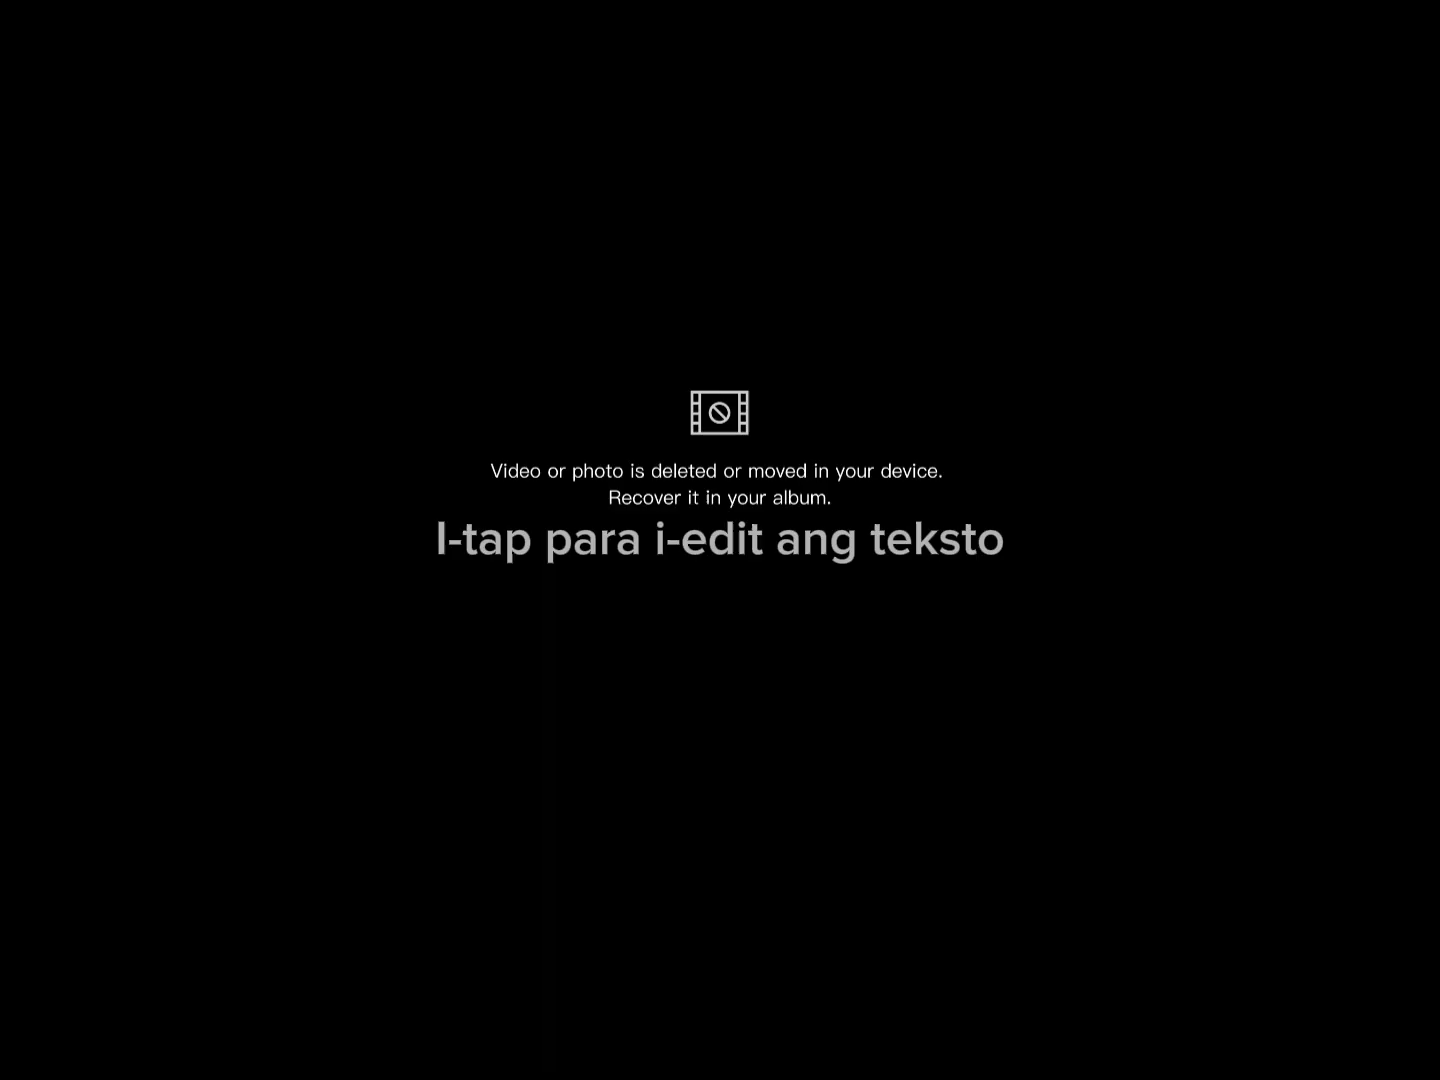 Video or photo is deleted or moved in your device.
Recover it in your album.
I-tap para i-edit ang teksto